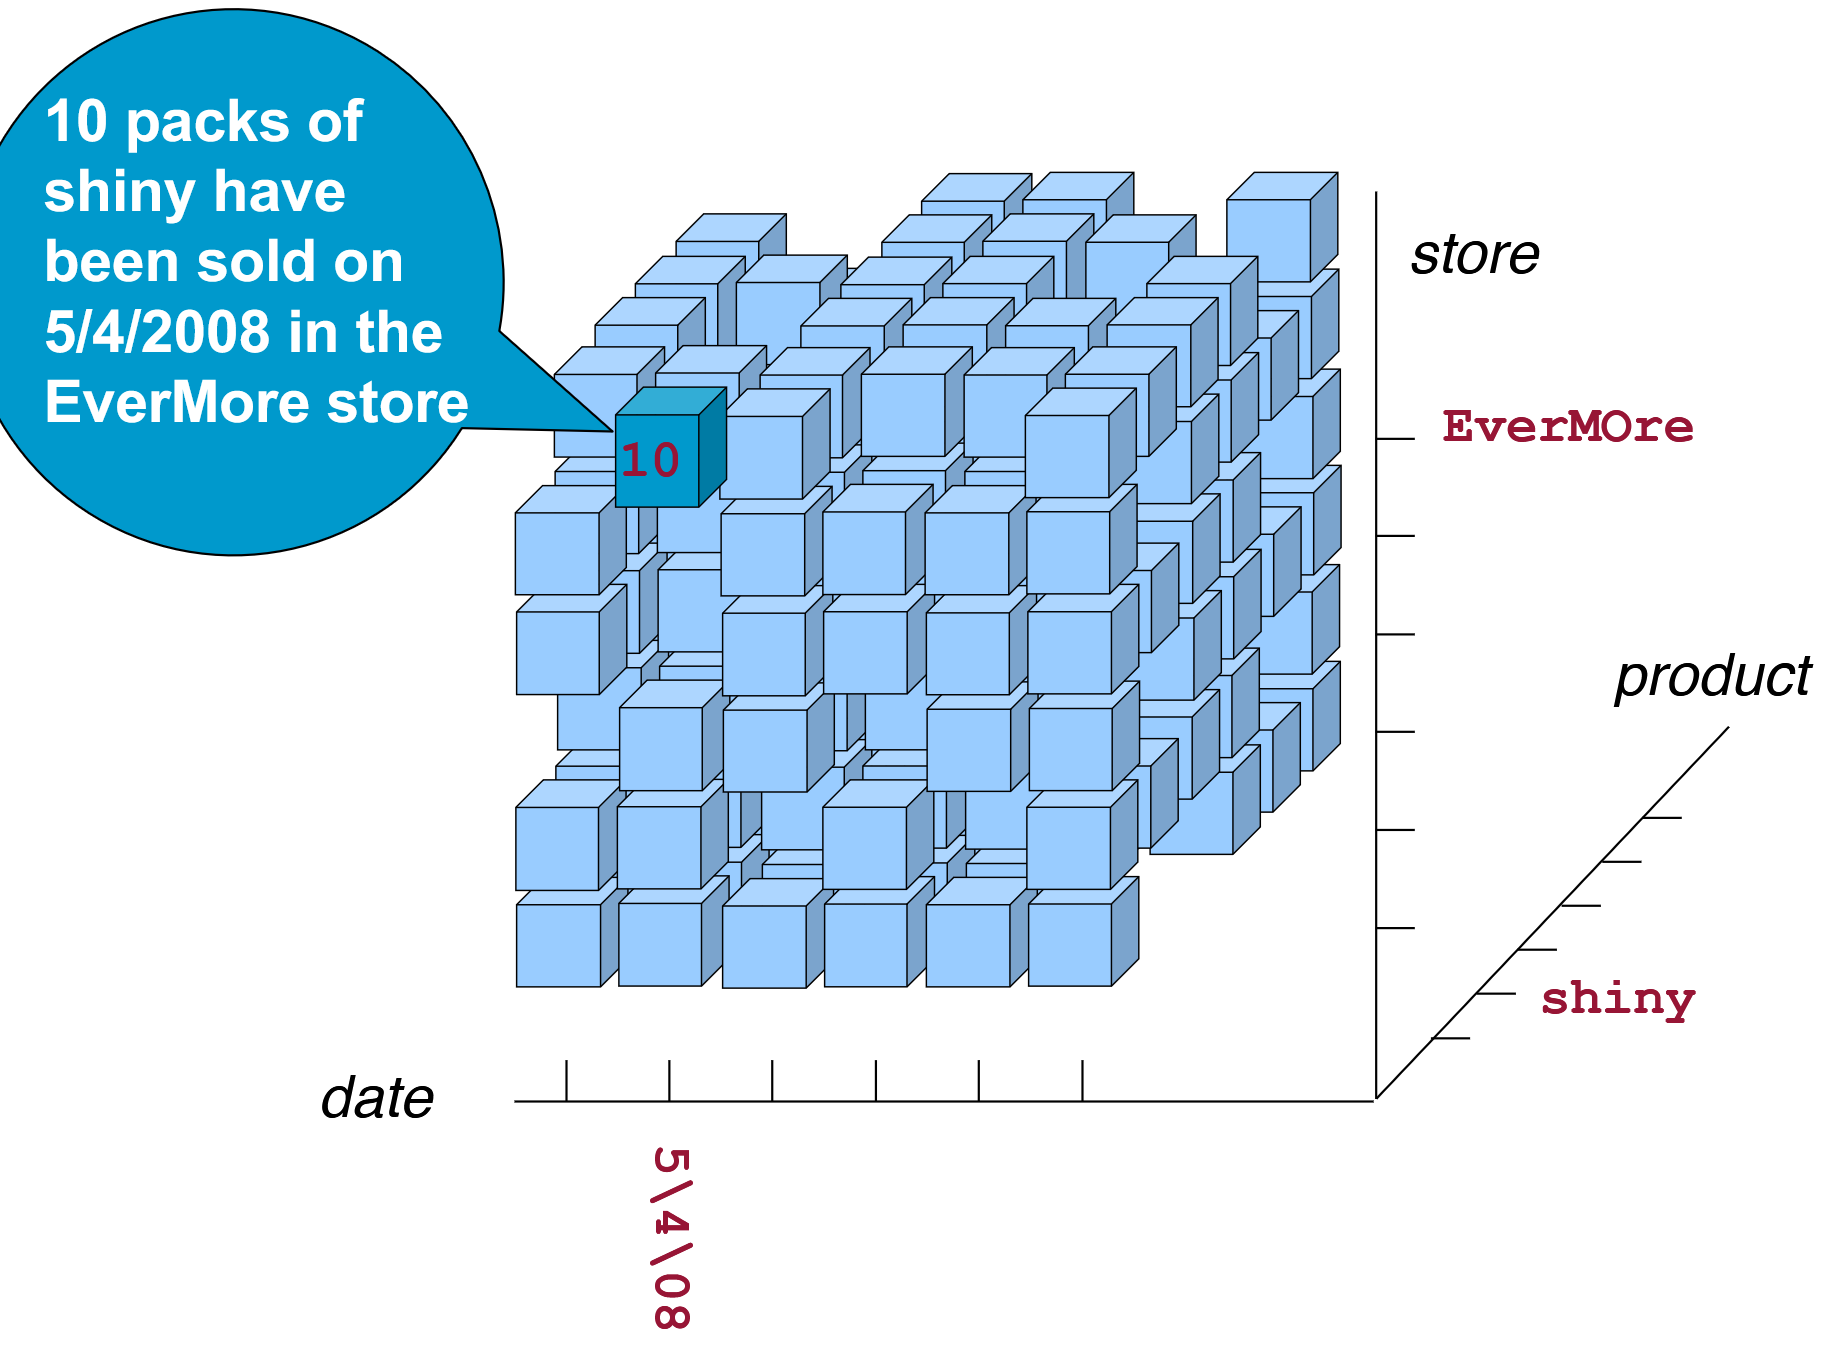 10 packs of
shiny have
been sold on
5/4/2008 in the
EverMore store
store
EverMOre
10
product
shiny
date
5\4\08